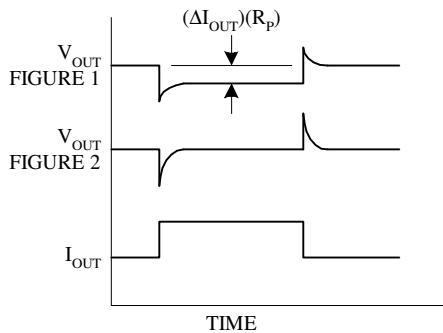 (ΔI_OUT)(R_P)
V_OUT
FIGURE 1
V_OUT
FIGURE 2
I_OUT
TIME